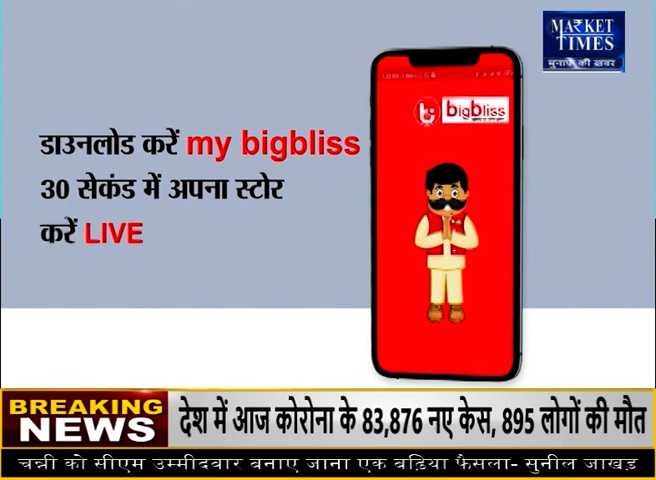 MARKET
TIMES
मुनाफे की ख़बर
bigbliss
डाउनलोड करें my bigbliss
30 सेकंड में अपना स्टोर
करें LIVE
BREAKING
NEWS
देश में आज कोरोना के 83,876 नए केस, 895 लोगों की मौत
चन्नी को सीएम उम्मीदवार बनाए जाना एक बढ़िया फैसला- सुनील जाखड़